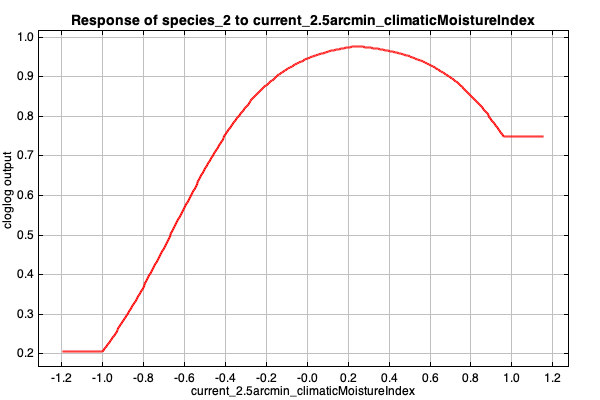 Response of species_2 to current_2.5arcmin_climaticMoistureIndex
1.0
0.9
0.8
0.7
0.6
0.5
0.4
0.3
0.2
cloglog output
-1.2 -1.0 -0.8 -0.6 -0.4 -0.2 -0.0 0.2 0.4 0.6 0.8 1.0 1.2
current_2.5arcmin_climaticMoistureIndex